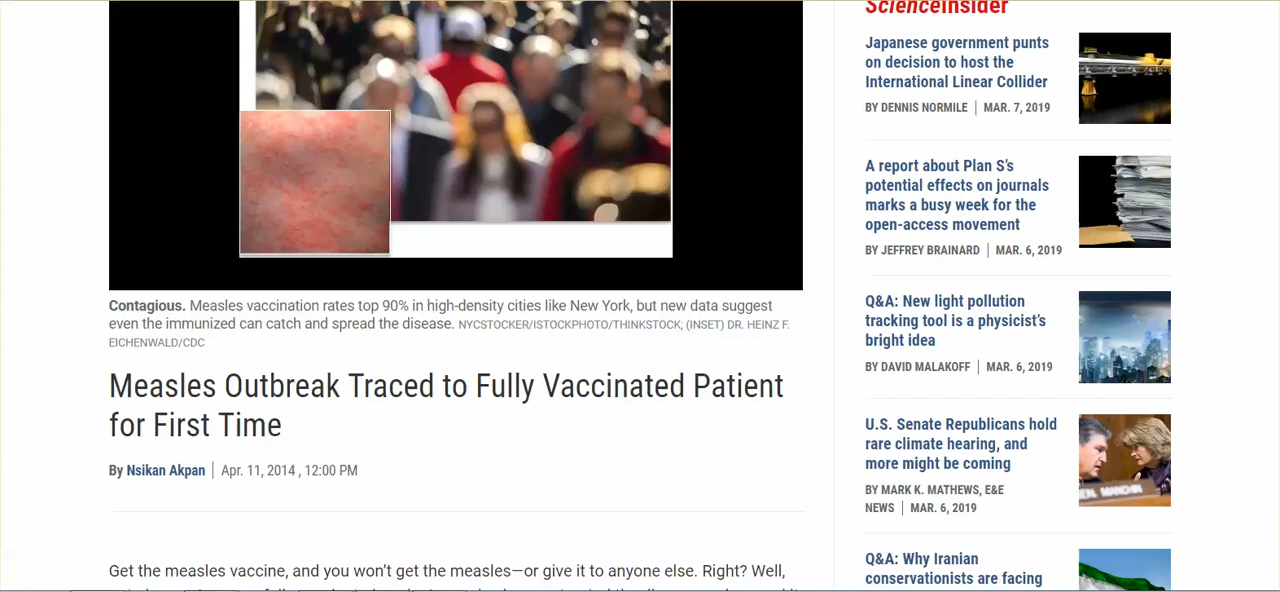 Contagious. Measles vaccination rates top 90% in high-density cities like New York, but new data suggest
even the immunized can catch and spread the disease. NYCSTOCKER/ISTOCKPHOTO/THINKSTOCK; (INSET) DR. HEINZ F.
EICHENWALD/CDC
Measles Outbreak Traced to Fully Vaccinated Patient
for First Time
By Nsikan Akpan | Apr. 11, 2014 , 12:00 PM
Get the measles vaccine, and you won't get the measles—or give it to anyone else. Right? Well,
ScienceInsider
Japanese government punts
on decision to host the
International Linear Collider
BY DENNIS NORMILE | MAR. 7, 2019
A report about Plan S's
potential effects on journals
marks a busy week for the
open-access movement
BY JEFFREY BRAINARD | MAR. 6, 2019
Q&A: New light pollution
tracking tool is a physicist's
bright idea
BY DAVID MALAKOFF | MAR. 6, 2019
U.S. Senate Republicans hold
rare climate hearing, and
more might be coming
BY MARK K. MATHEWS, E&E
NEWS | MAR. 6, 2019
MANCHIN
Q&A: Why Iranian
conservationists are facing